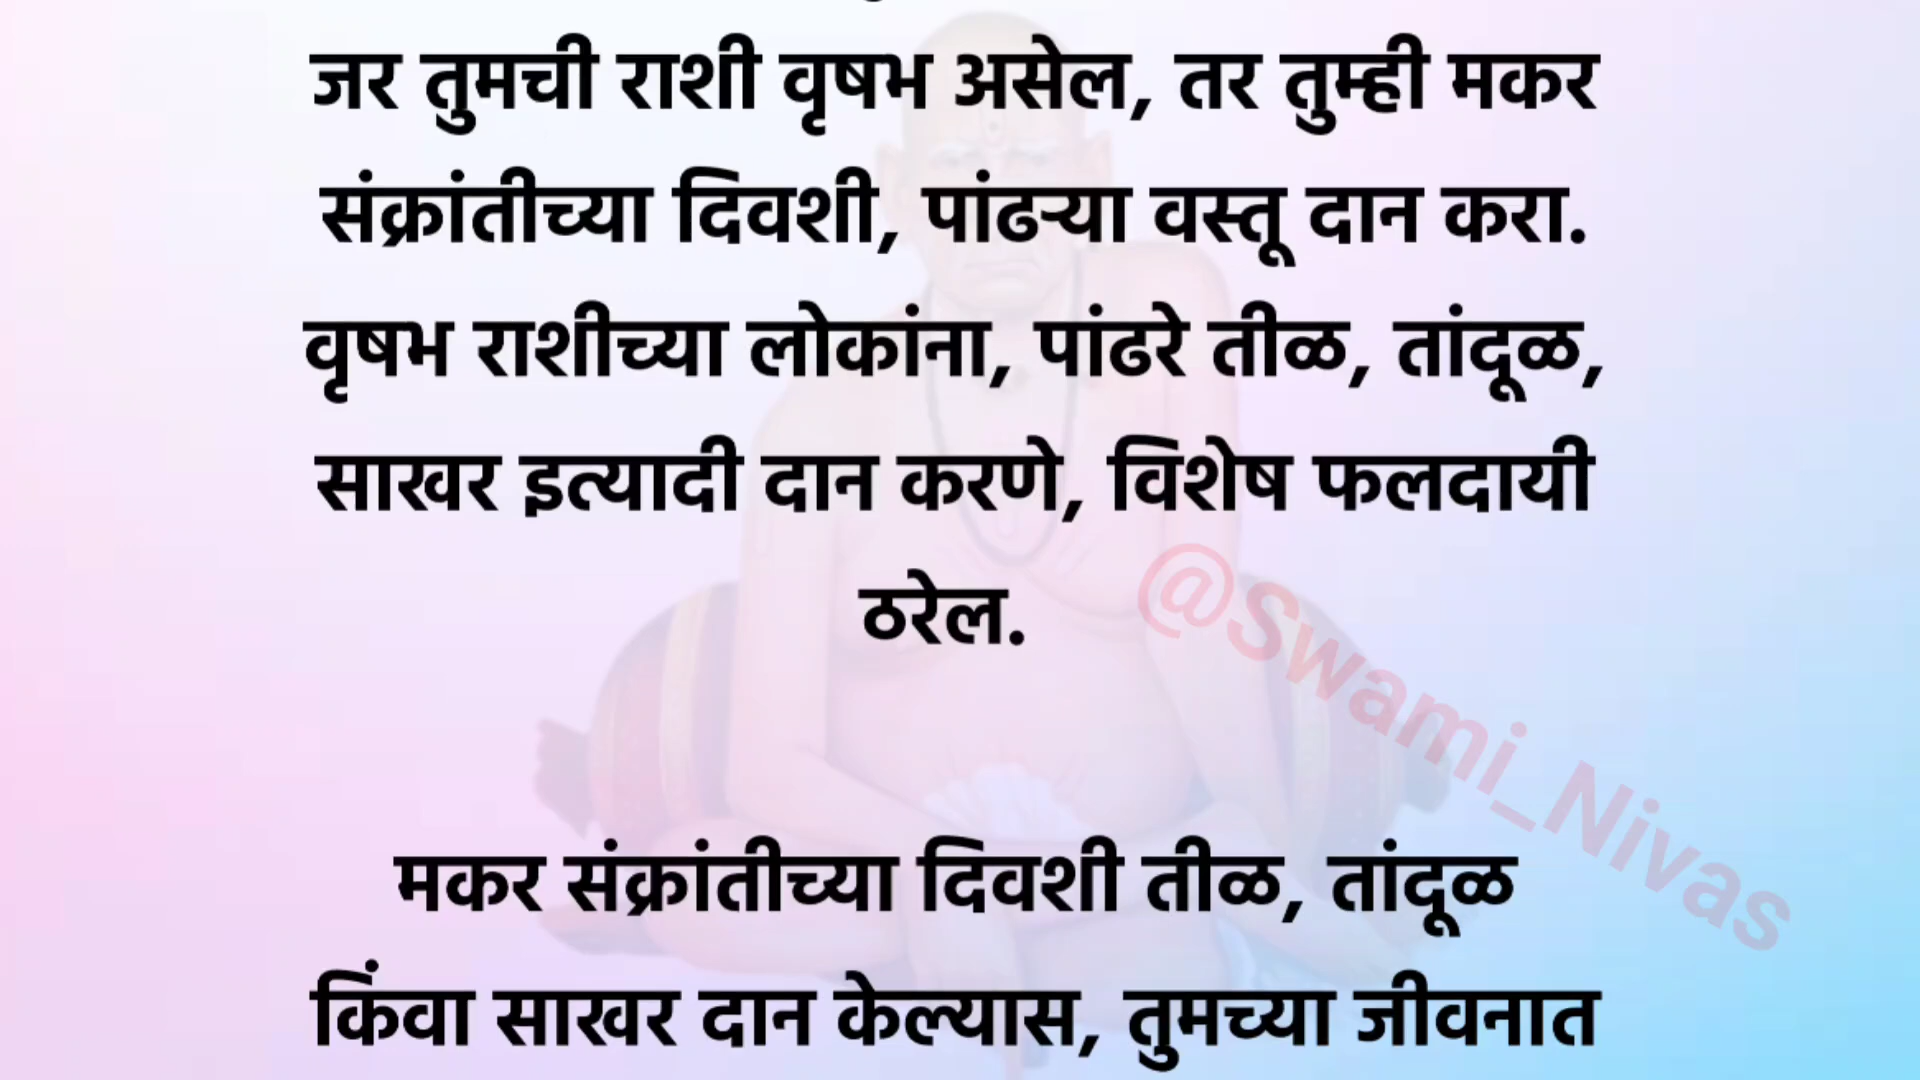 जर तुमची राशी वृषभ असेल, तर तुम्ही मकर
संक्रांतीच्या दिवशी, पांढऱ्या वस्तू दान करा.
वृषभ राशीच्या लोकांना, पांढरे तीळ, तांदूळ,
साखर इत्यादी दान करणे, विशेष फलदायी
ठरेल.
@Swami_Nivas
मकर संक्रांतीच्या दिवशी तीळ, तांदूळ
किंवा साखर दान केल्यास, तुमच्या जीवनात